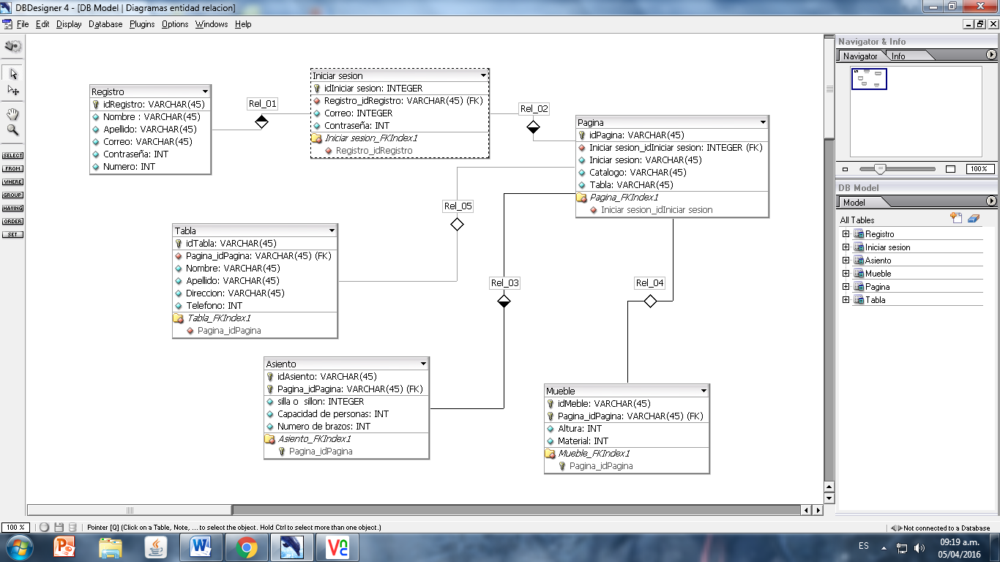 DBDesigner 4 - [DB Model | Diagramas entidad relacion]
File Edit Display Database Plugins Options Windows Help
SELECT
FROM
WHERE
GROUP
HAVING
ORDER
SET
Registro
idRegistro: VARCHAR(45)
Nombre : VARCHAR(45)
Apellido: VARCHAR(45)
Correo: VARCHAR(45)
Contraseña: INT
Numero: INT
Rel_01
Iniciar sesion
idIniciar sesion: INTEGER
Registro_idRegistro: VARCHAR(45) (FK)
Correo: INTEGER
Contraseña: INT
Iniciar sesion_FKIndex1
Registro_idRegistro
Rel_02
Pagina
idPagina: VARCHAR(45)
Iniciar sesion_idIniciar sesion: INTEGER (FK)
Iniciar sesion: VARCHAR(45)
Catalogo: VARCHAR(45)
Tabla: VARCHAR(45)
Pagina_FKIndex1
Iniciar sesion_idIniciar sesion
Rel_05
Tabla
idTabla: VARCHAR(45)
Pagina_idPagina: VARCHAR(45) (FK)
Nombre: VARCHAR(45)
Apellido: VARCHAR(45)
Direccion: VARCHAR(45)
Telefono: INT
Tabla_FKIndex1
Pagina_idPagina
Rel_03
Rel_04
Asiento
idAsiento: VARCHAR(45)
Pagina_idPagina: VARCHAR(45) (FK)
silla o sillon: INTEGER
Capacidad de personas: INT
Numero de brazos: INT
Asiento_FKIndex1
Pagina_idPagina
Mueble
idMeble: VARCHAR(45)
Pagina_idPagina: VARCHAR(45) (FK)
Altura: INT
Material: INT
Mueble_FKIndex1
Pagina_idPagina
Navigator & Info
Navigator Info
100%
DB Model
Model
All Tables
Registro
Iniciar sesion
Asiento
Mueble
Pagina
Tabla
100 % Pointer [Q] (Click on a Table, Note, ... to select the object. Hold Ctrl to select more than one object.) Not connected to a Database
ES 09:19 a.m.
05/04/2016